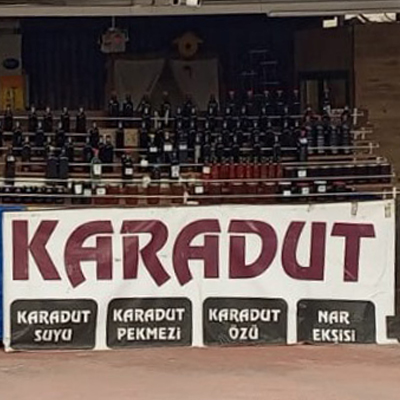 KARADUT
KARADUT
SUYU
KARADUT
PEKMEZİ
KARADUT
ÖZÜ
NAR
EKŞİSİ